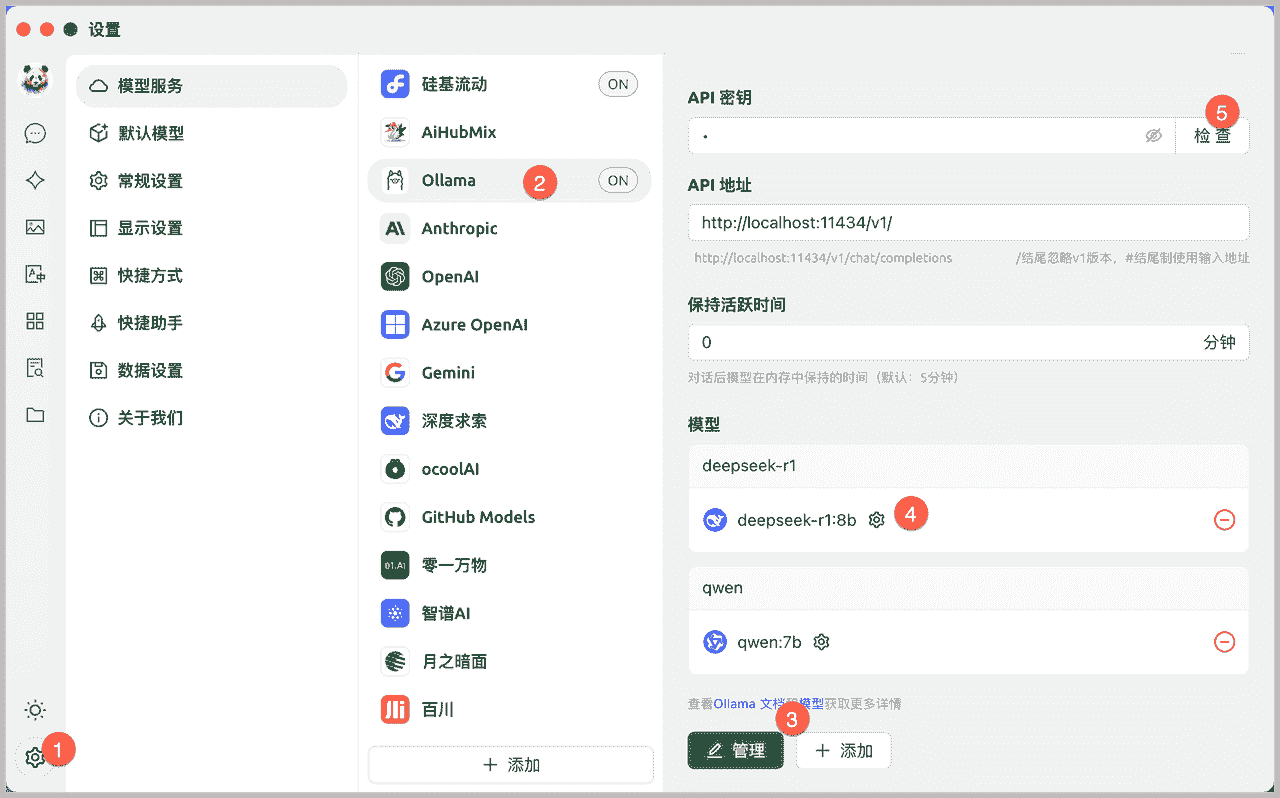 设置
模型服务
默认模型
常规设置
显示设置
快捷方式
快捷助手
数据设置
关于我们
1
硅基流动 ON
AiHubMix
Ollama 2 ON
Anthropic
OpenAI
Azure OpenAI
Gemini
深度求索
ocoolAI
GitHub Models
01.AI 零一万物
智谱AI
月之暗面
百川
添加
API 密钥
5
检 查
API 地址
http://localhost:11434/v1/
http://localhost:11434/v1/chat/completions /结尾忽略v1版本，#结尾制使用输入地址
保持活跃时间
0 分钟
对话后模型在内存中保持的时间（默认：5分钟）
模型
deepseek-r1
deepseek-r1:8b 4
qwen
qwen:7b
查看Ollama 文档和模型获取更多详情
3
管理 添加